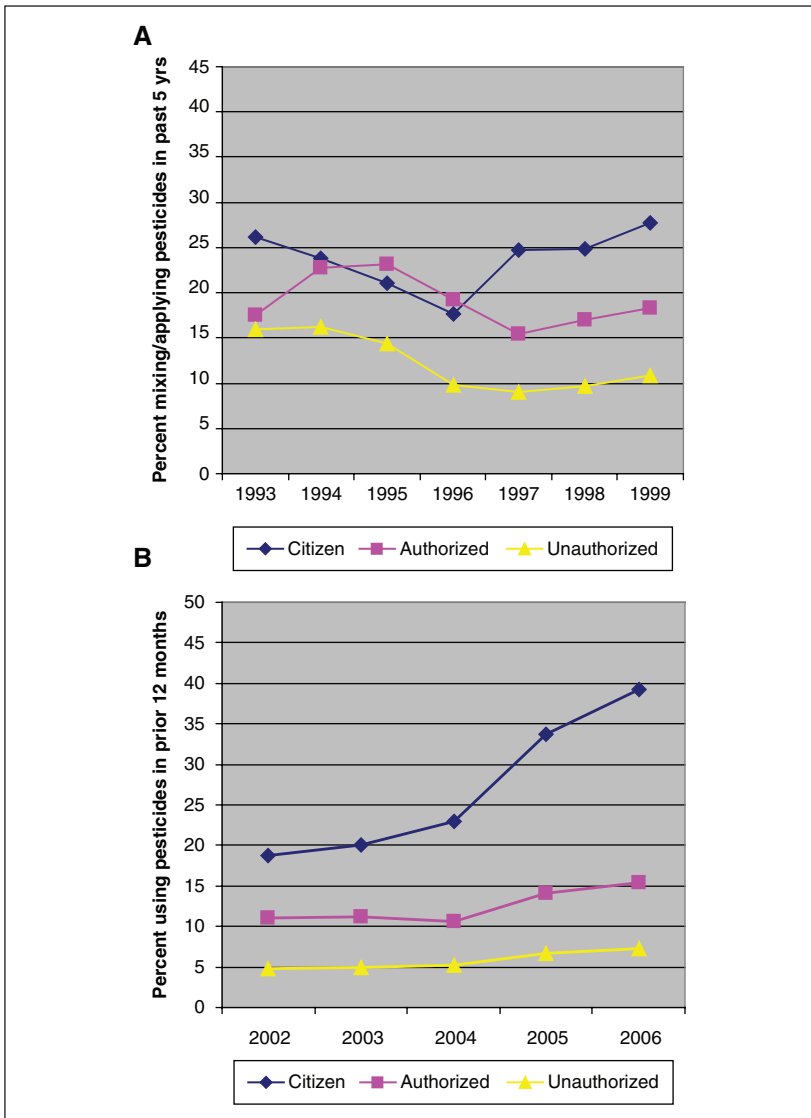 A
Percent mixing/applying pesticides in past 5 yrs
45
40
35
30
25
20
15
10
5
0
1993 1994 1995 1996 1997 1998 1999
Citizen Authorized Unauthorized
B
Percent using pesticides in prior 12 months
50
45
40
35
30
25
20
15
10
5
0
2002 2003 2004 2005 2006
Citizen Authorized Unauthorized